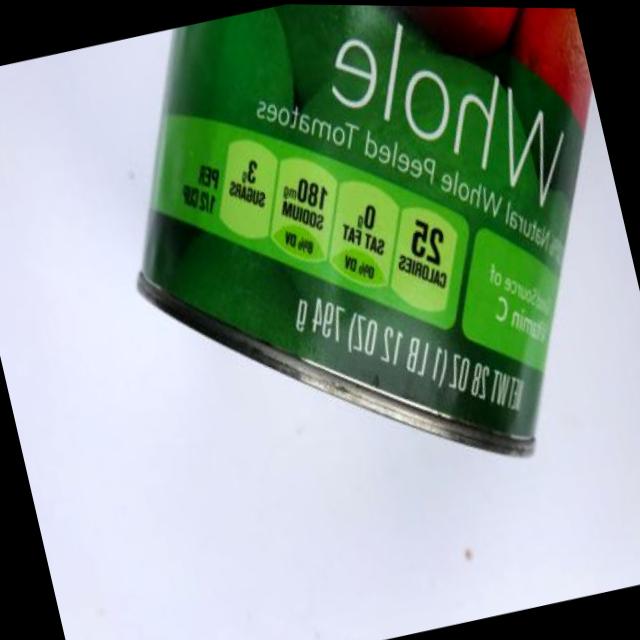 Whole
Natural Whole Peeled Tomatoes
Source of
Vitamin C
25
CALORIES
0g
SAT FAT
0% DV
180mg
SODIUM
8% DV
3g
SUGARS
PER
1/2 CUP
NET WT 28 OZ (1 LB 12 OZ) 794 g